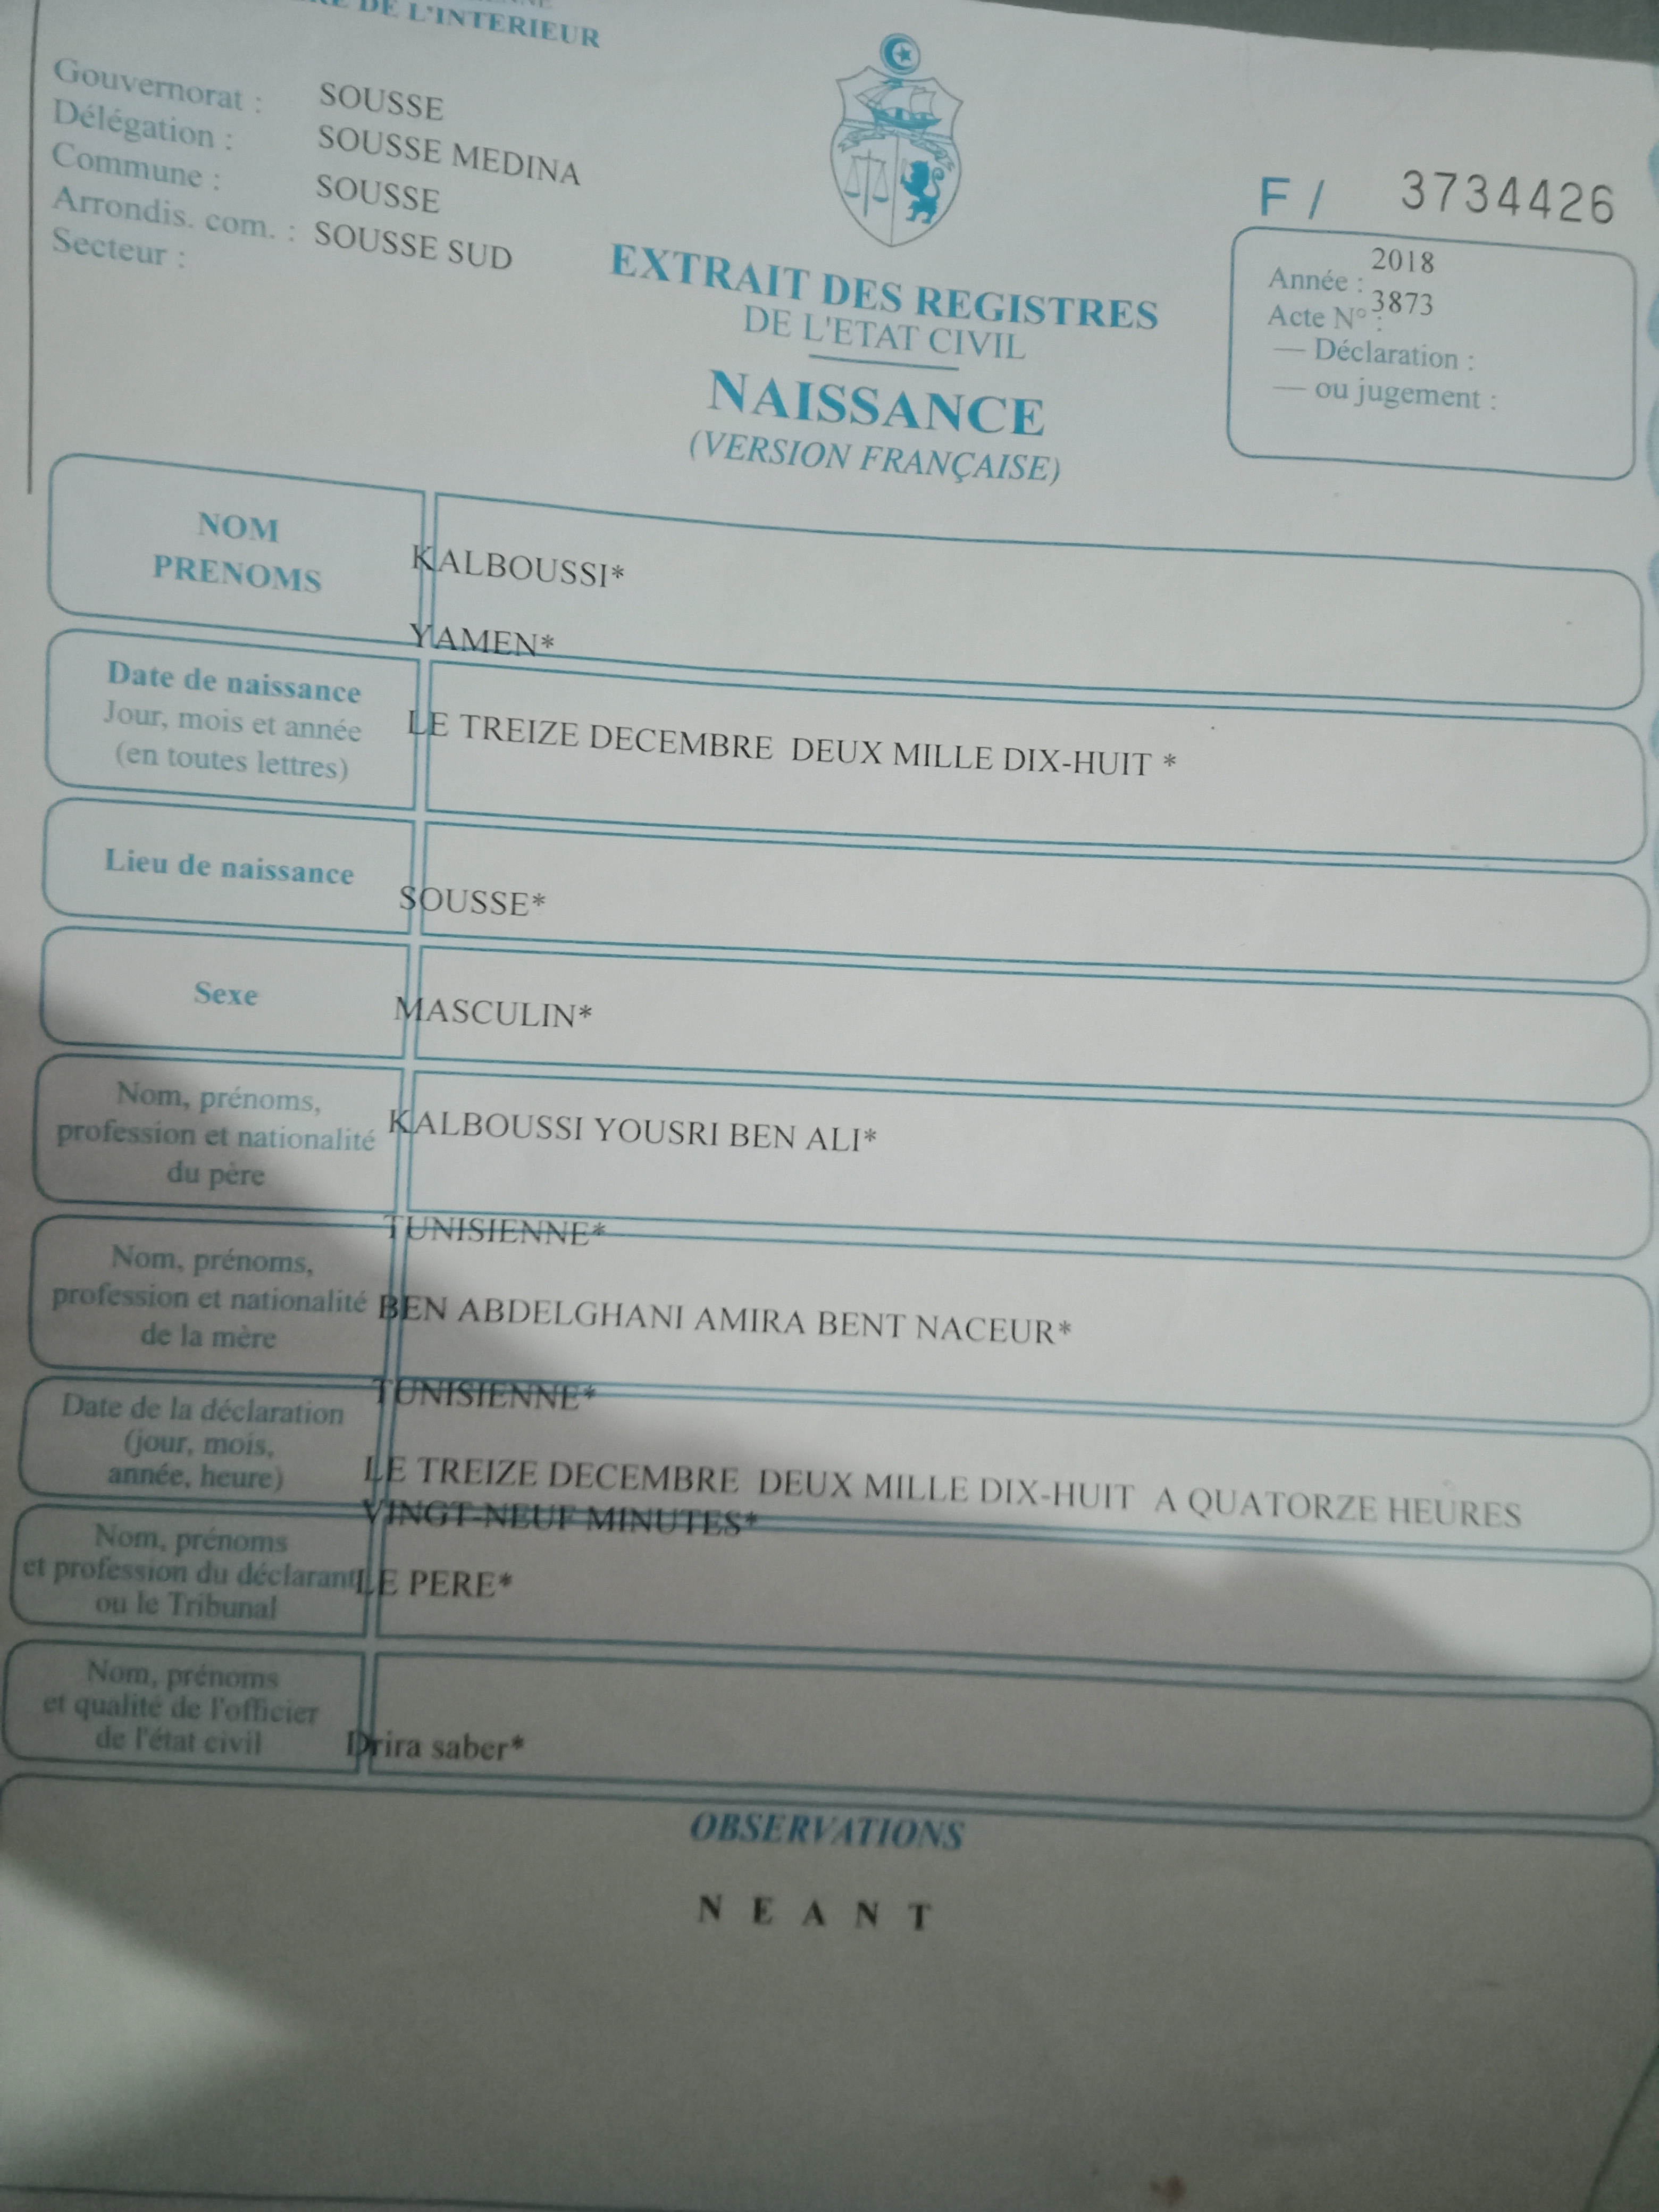 DE L'INTERIEUR
Gouvernorat : SOUSSE
Délégation : SOUSSE MEDINA
Commune : SOUSSE
Arrondis. com. : SOUSSE SUD
Secteur :
F / 3734426
Année : 2018
Acte N° : 3873
— Déclaration :
— ou jugement :
EXTRAIT DES REGISTRES
DE L'ETAT CIVIL
NAISSANCE
(VERSION FRANÇAISE)
NOM
PRENOMS
KALBOUSSI*
YAMEN*
Date de naissance
Jour, mois et année
(en toutes lettres)
LE TREIZE DECEMBRE DEUX MILLE DIX-HUIT *
Lieu de naissance
SOUSSE*
Sexe
MASCULIN*
Nom, prénoms,
profession et nationalité
du père
KALBOUSSI YOUSRI BEN ALI*
TUNISIENNE*
Nom, prénoms,
profession et nationalité
de la mère
BEN ABDELGHANI AMIRA BENT NACEUR*
TUNISIENNE*
Date de la déclaration
(jour, mois,
année, heure)
LE TREIZE DECEMBRE DEUX MILLE DIX-HUIT A QUATORZE HEURES
VINGT-NEUF MINUTES*
Nom, prénoms
et profession du déclarant
ou le Tribunal
LE PERE*
Nom, prénoms
et qualité de l'officier
de l'état civil
Drira saber*
OBSERVATIONS
N E A N T